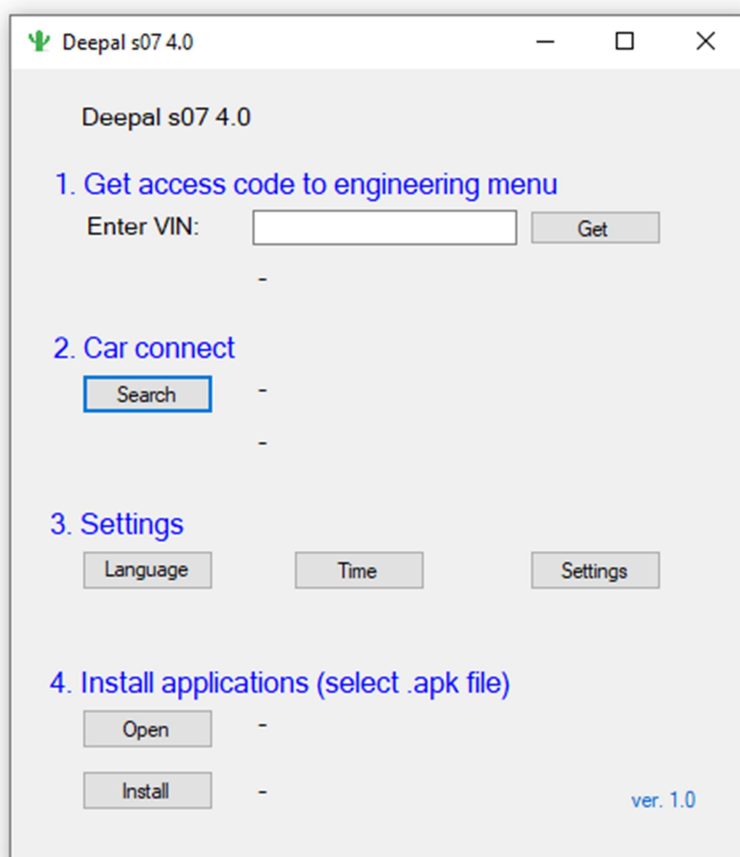 Deepal s07 4.0
Deepal s07 4.0
1. Get access code to engineering menu
Enter VIN:
Get
-
2. Car connect
Search
-
-
3. Settings
Language
Time
Settings
4. Install applications (select .apk file)
Open
-
Install
-
ver. 1.0